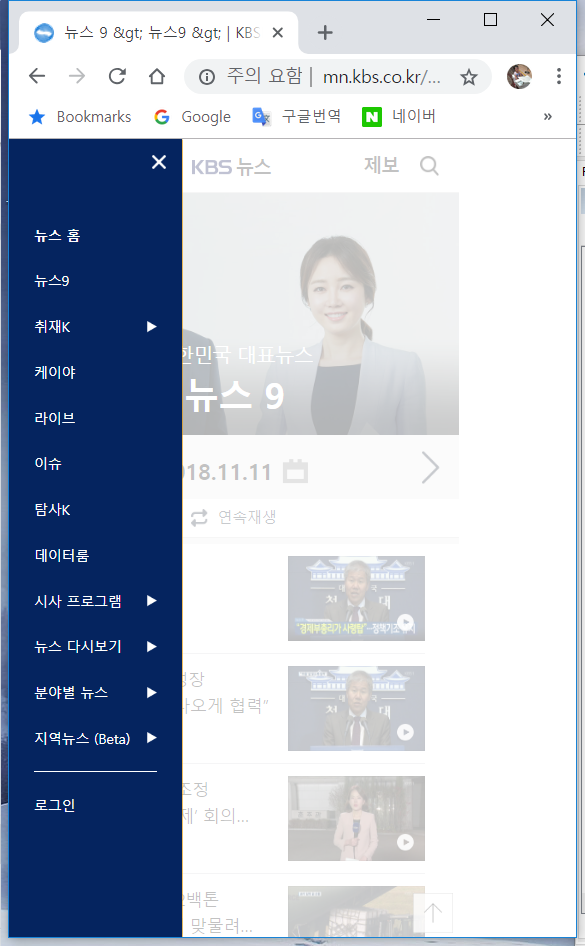 뉴스 9 &gt; 뉴스9 &gt; | KBS
주의 요함 | mn.kbs.co.kr/...
Bookmarks Google 구글번역 네이버 »
KBS 뉴스 제보
뉴스 홈
뉴스9
취재K
케이야
라이브
이슈
탐사K
데이터룸
시사 프로그램
뉴스 다시보기
분야별 뉴스
지역뉴스 (Beta)
로그인
한민국 대표뉴스
뉴스 9
018.11.11
연속재생
"경제부총리가 사령탑"
성장
나오게 협력”
조정
제’ 회의...
백톤
맞물려...